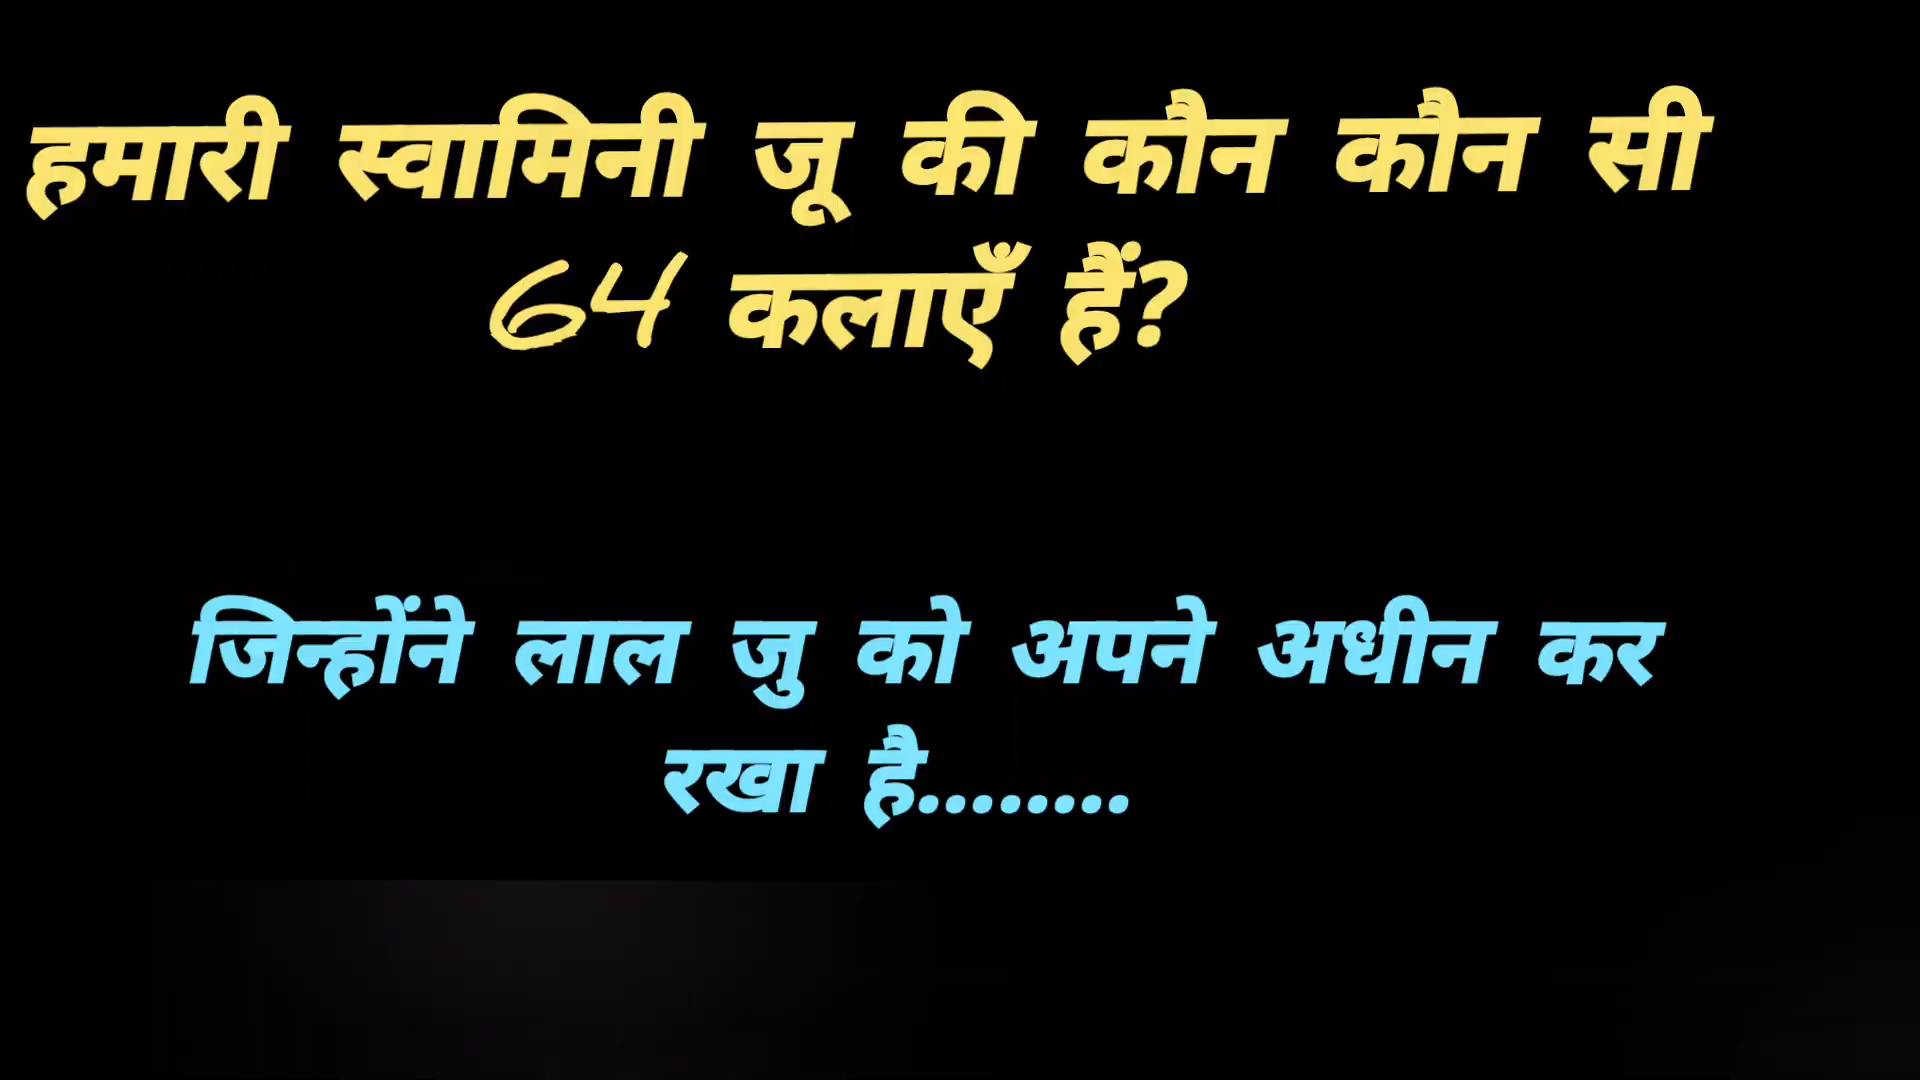 हमारी स्वामिनी जू की कौन कौन सी
64 कलाएँ हैं?
जिन्होंने लाल जु को अपने अधीन कर
रखा है........